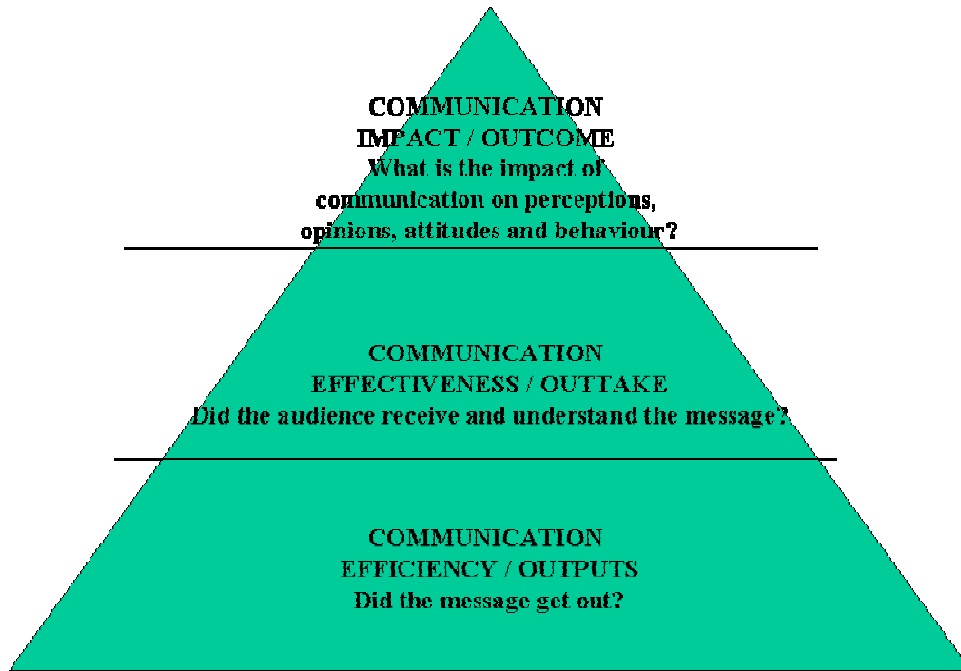 COMMUNICATION
IMPACT / OUTCOME
What is the impact of
communication on perceptions,
opinions, attitudes and behaviour?
COMMUNICATION
EFFECTIVENESS / OUTTAKE
Did the audience receive and understand the message?
COMMUNICATION
EFFICIENCY / OUTPUTS
Did the message get out?